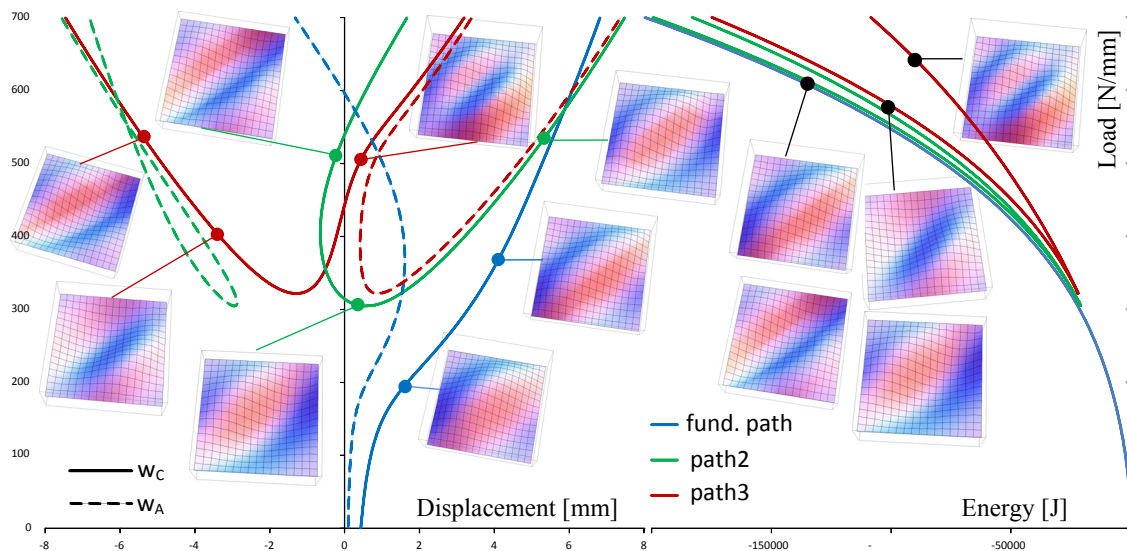 700
600
500
400
300
200
100
0
-8
-6
-4
-2
0
2
4
6
8
w_C
w_A
Displacement [mm]
Load [N/mm]
fund. path
path2
path3
-150000
-
-50000
Energy [J]